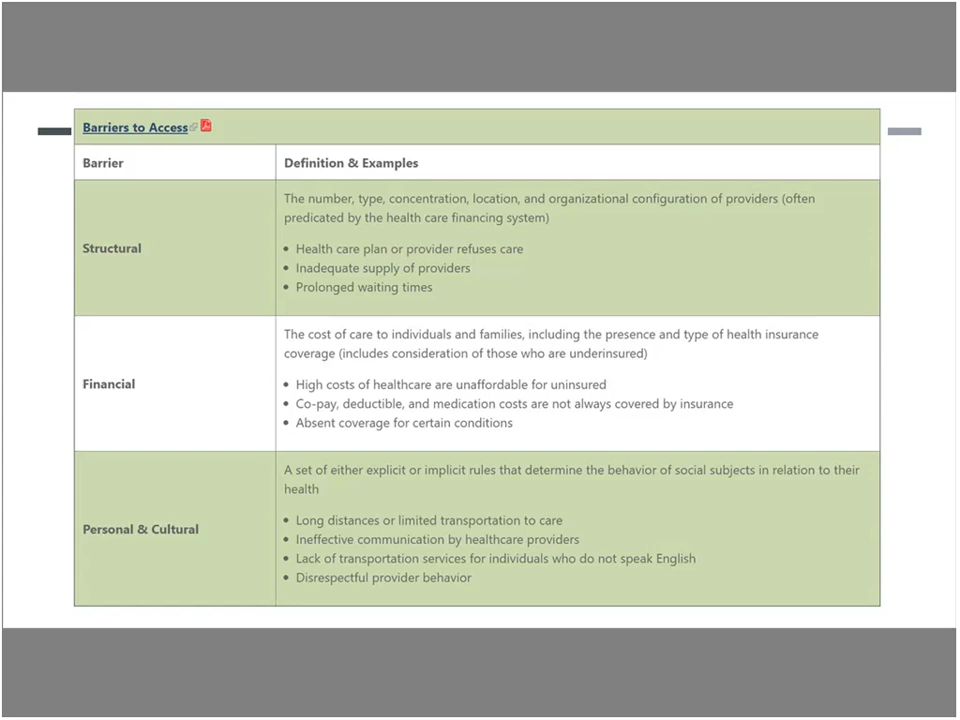 Barriers to Access
Barrier
Definition & Examples
Structural
The number, type, concentration, location, and organizational configuration of providers (often
predicated by the health care financing system)
• Health care plan or provider refuses care
• Inadequate supply of providers
• Prolonged waiting times
Financial
The cost of care to individuals and families, including the presence and type of health insurance
coverage (includes consideration of those who are underinsured)
• High costs of healthcare are unaffordable for uninsured
• Co-pay, deductible, and medication costs are not always covered by insurance
• Absent coverage for certain conditions
Personal & Cultural
A set of either explicit or implicit rules that determine the behavior of social subjects in relation to their
health
• Long distances or limited transportation to care
• Ineffective communication by healthcare providers
• Lack of transportation services for individuals who do not speak English
• Disrespectful provider behavior